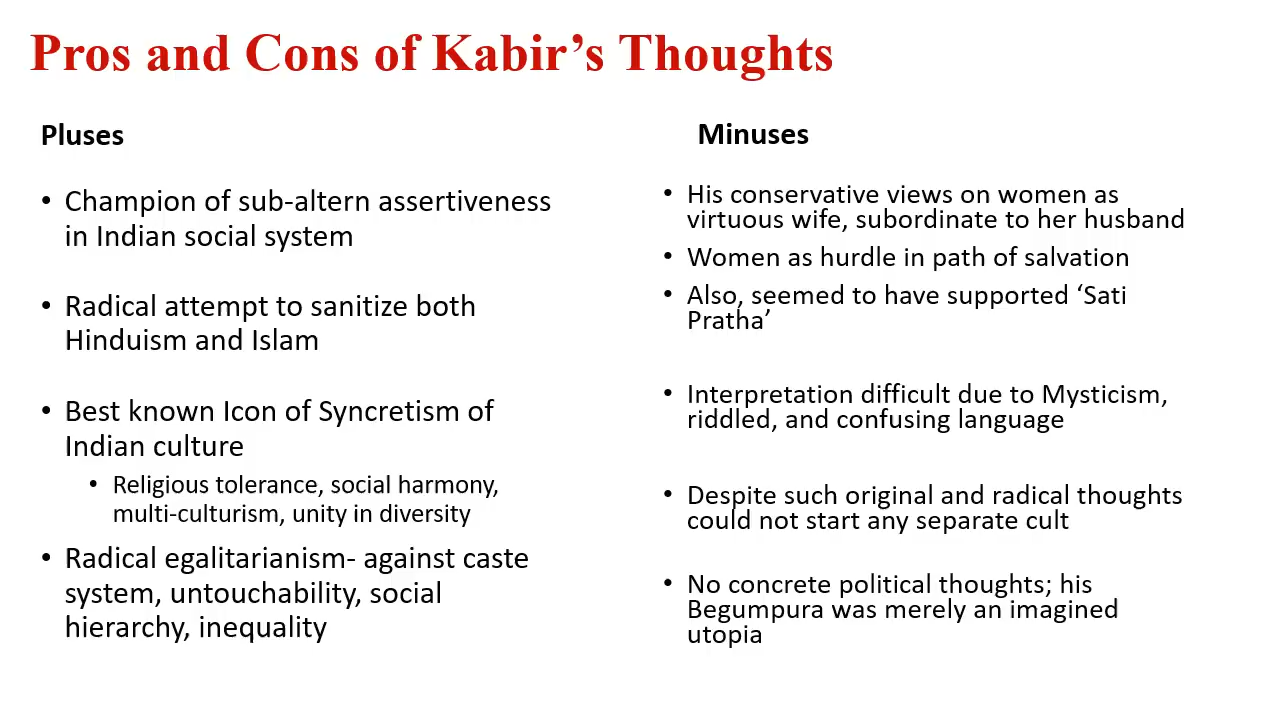 Pros and Cons of Kabir’s Thoughts
Pluses
• Champion of sub-altern assertiveness
in Indian social system
• Radical attempt to sanitize both
Hinduism and Islam
• Best known Icon of Syncretism of
Indian culture
• Religious tolerance, social harmony,
multi-culturism, unity in diversity
• Radical egalitarianism- against caste
system, untouchability, social
hierarchy, inequality
Minuses
• His conservative views on women as
virtuous wife, subordinate to her husband
• Women as hurdle in path of salvation
• Also, seemed to have supported ‘Sati
Pratha’
• Interpretation difficult due to Mysticism,
riddled, and confusing language
• Despite such original and radical thoughts
could not start any separate cult
• No concrete political thoughts; his
Begumpura was merely an imagined
utopia